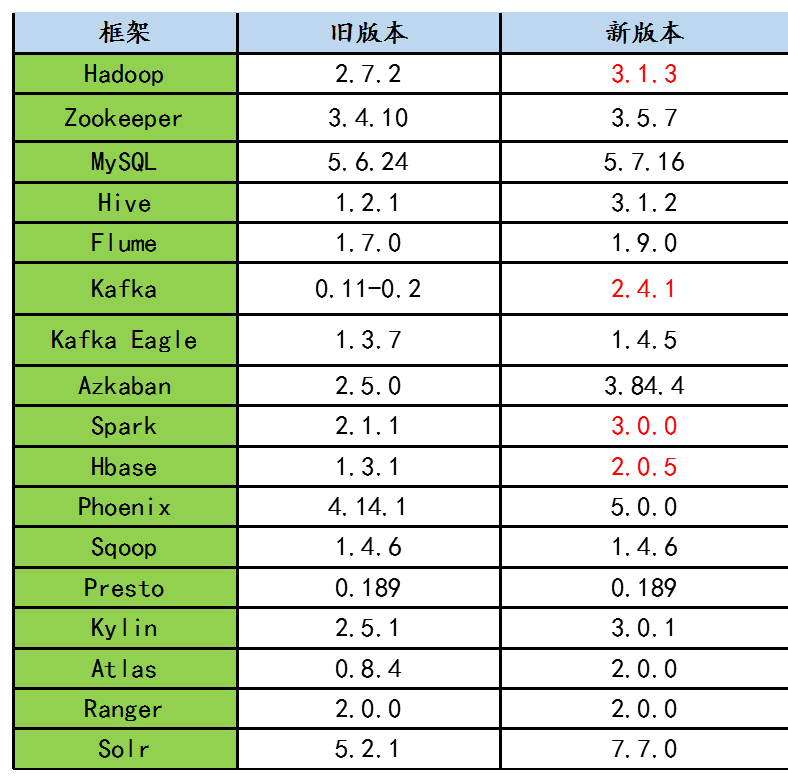 框架 旧版本 新版本
Hadoop 2.7.2 3.1.3
Zookeeper 3.4.10 3.5.7
MySQL 5.6.24 5.7.16
Hive 1.2.1 3.1.2
Flume 1.7.0 1.9.0
Kafka 0.11-0.2 2.4.1
Kafka Eagle 1.3.7 1.4.5
Azkaban 2.5.0 3.84.4
Spark 2.1.1 3.0.0
Hbase 1.3.1 2.0.5
Phoenix 4.14.1 5.0.0
Sqoop 1.4.6 1.4.6
Presto 0.189 0.189
Kylin 2.5.1 3.0.1
Atlas 0.8.4 2.0.0
Ranger 2.0.0 2.0.0
Solr 5.2.1 7.7.0